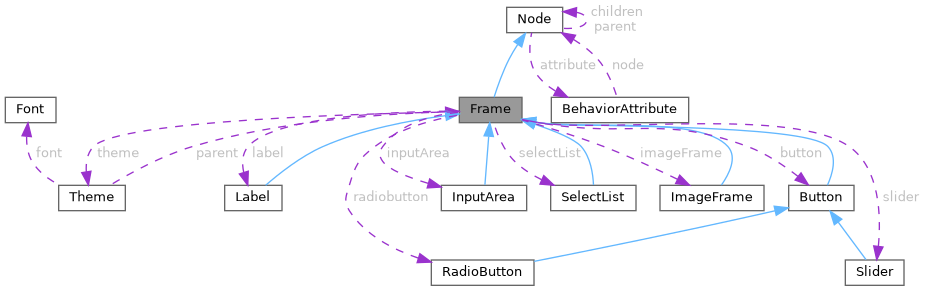 Node
children
parent
attribute
node
Font
Frame
BehaviorAttribute
font
theme
parent
label
inputArea
selectList
imageFrame
button
Theme
Label
radiobutton
InputArea
SelectList
ImageFrame
Button
slider
RadioButton
Slider